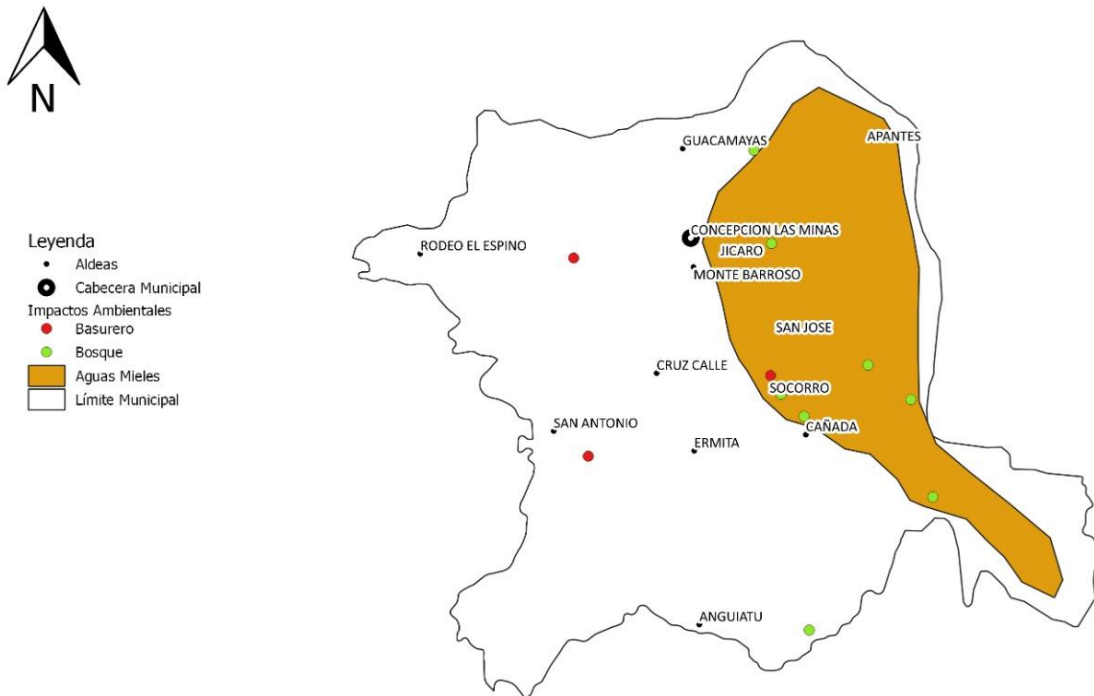 N
Leyenda
Aldeas
Cabecera Municipal
Impactos Ambientales
Basurero
Bosque
Aguas Mieles
Límite Municipal
APANTES
GUACAMAYAS
CONCEPCION LAS MINAS
RODEO EL ESPINO
JICARO
MONTE BARROSO
SAN JOSE
CRUZ CALLE
SOCORRO
SAN ANTONIO
CAÑADA
ERMITA
ANGUIATU